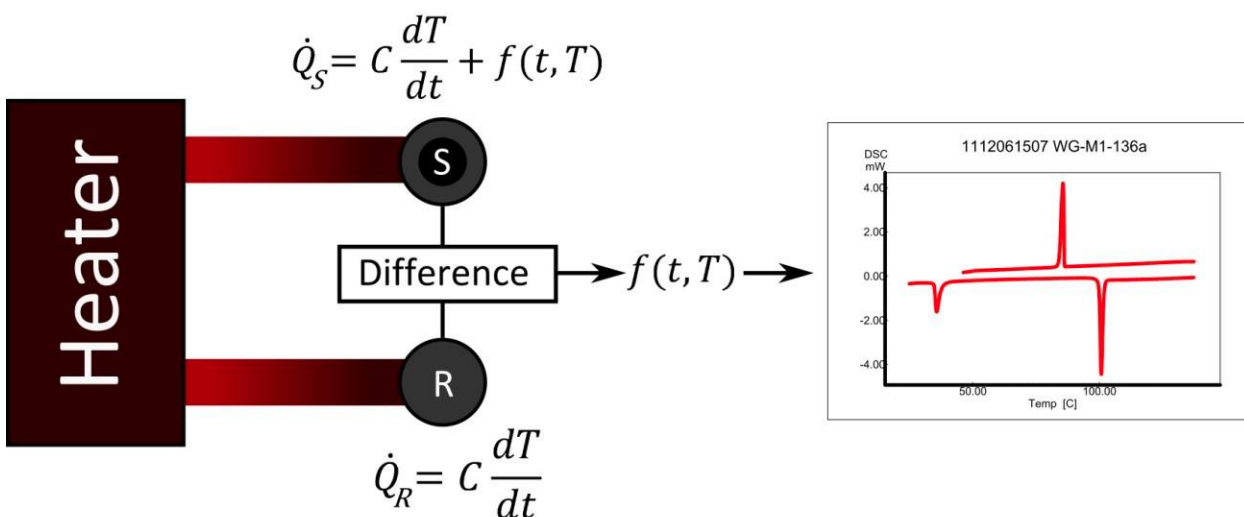 Q̇_S = C dT/dt + f(t, T)
Heater
S
Difference
f(t, T)
R
Q̇_R = C dT/dt
1112061507 WG-M1-136a
DSC
mW
4.00
2.00
0.00
-2.00
-4.00
50.00
100.00
Temp [C]